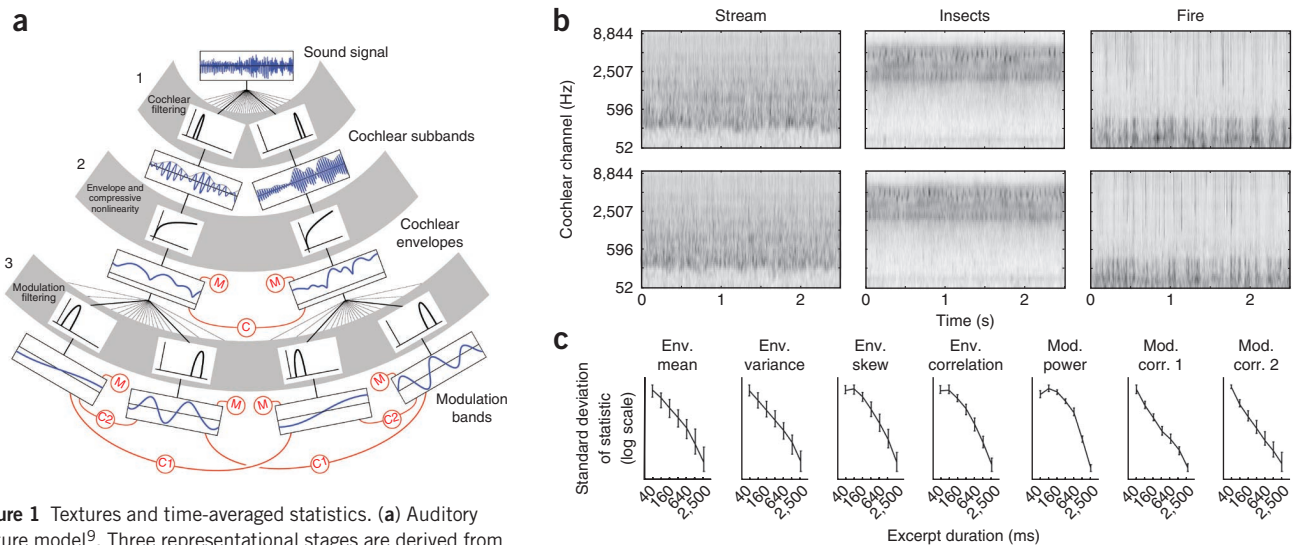 a
Sound signal
1
Cochlear
filtering
Cochlear subbands
2
Envelope and
compressive
nonlinearity
Cochlear
envelopes
M
M
3
Modulation
filtering
C
M
M
M
M
C2
C2
Modulation
bands
C1
C1
ure 1 Textures and time-averaged statistics. (a) Auditory
ure model9. Three representational stages are derived from
b
Stream
Insects
Fire
8,844
2,507
596
52
8,844
2,507
596
52
Cochlear channel (Hz)
0 1 2
0 1 2
0 1 2
Time (s)
c
Env.
mean
Env.
variance
Env.
skew
Env.
correlation
Mod.
power
Mod.
corr. 1
Mod.
corr. 2
Standard deviation
of statistic
(log scale)
40 160 640 2,500
40 160 640 2,500
40 160 640 2,500
40 160 640 2,500
40 160 640 2,500
40 160 640 2,500
40 160 640 2,500
Excerpt duration (ms)